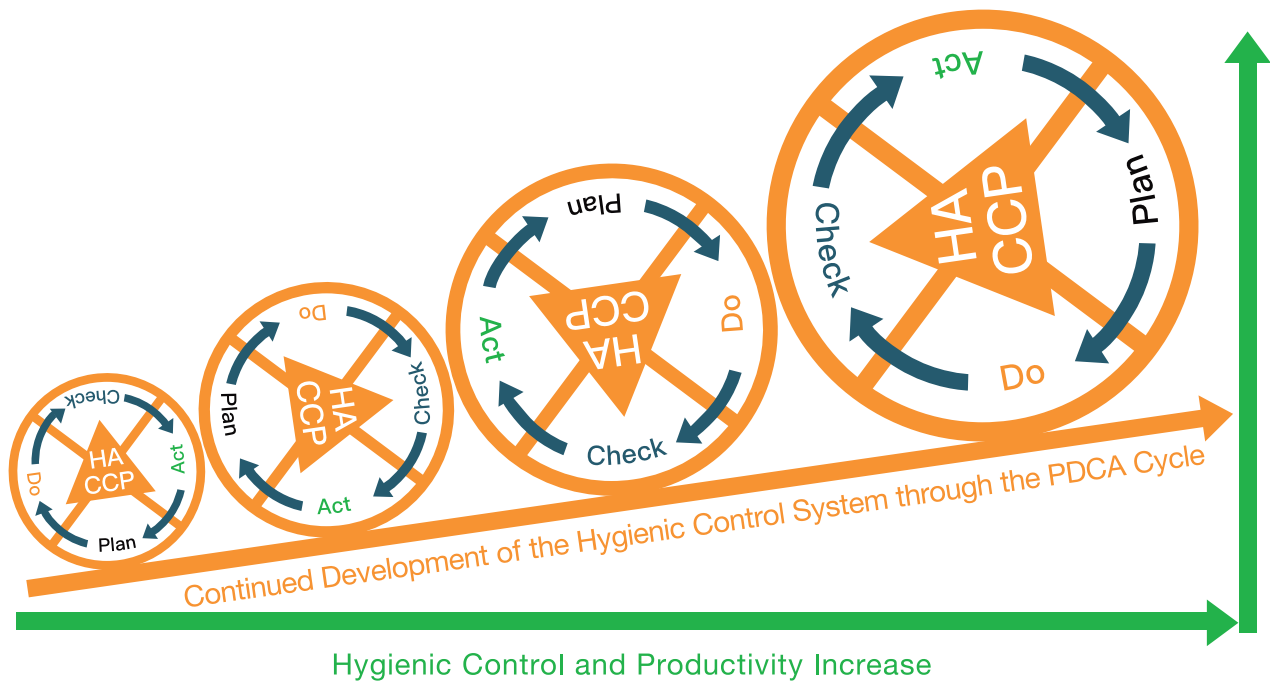 Check
Act
Plan
Do
HA
CCP
Do
Check
Act
Plan
HA
CCP
Plan
Do
Check
Act
HA
CCP
Act
Plan
Do
Check
HA
CCP
Continued Development of the Hygienic Control System through the PDCA Cycle
Hygienic Control and Productivity Increase